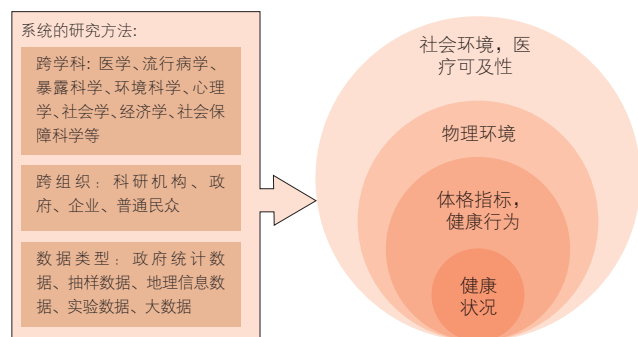 系统的研究方法:
跨学科: 医学、流行病学、
暴露科学、环境科学、心理
学、社会学、经济学、社会保
障科学等
跨组织: 科研机构、政
府、企业、普通民众
数据类型: 政府统计数
据、抽样数据、地理信息数
据、实验数据、大数据
社会环境，医
疗可及性
物理环境
体格指标，
健康行为
健康
状况